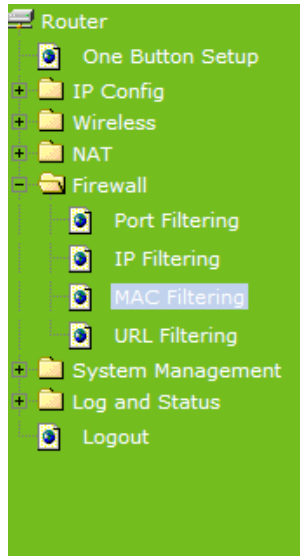 Router
One Button Setup
IP Config
Wireless
NAT
Firewall
Port Filtering
IP Filtering
MAC Filtering
URL Filtering
System Management
Log and Status
Logout